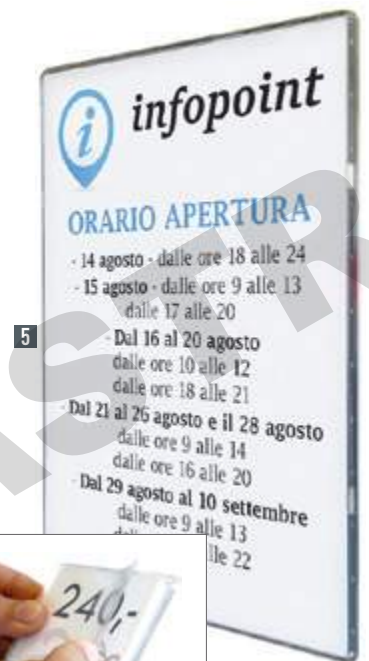 i infopoint
ORARIO APERTURA
- 14 agosto - dalle ore 18 alle 24
- 15 agosto - dalle ore 9 alle 13
dalle 17 alle 20
5
- Dal 16 al 20 agosto
dalle ore 10 alle 12
dalle ore 18 alle 21
- Dal 21 al 26 agosto e il 28 agosto
dalle ore 9 alle 14
dalle ore 16 alle 20
- Dal 29 agosto al 10 settembre
dalle ore 9 alle 13
alle 22
240,-